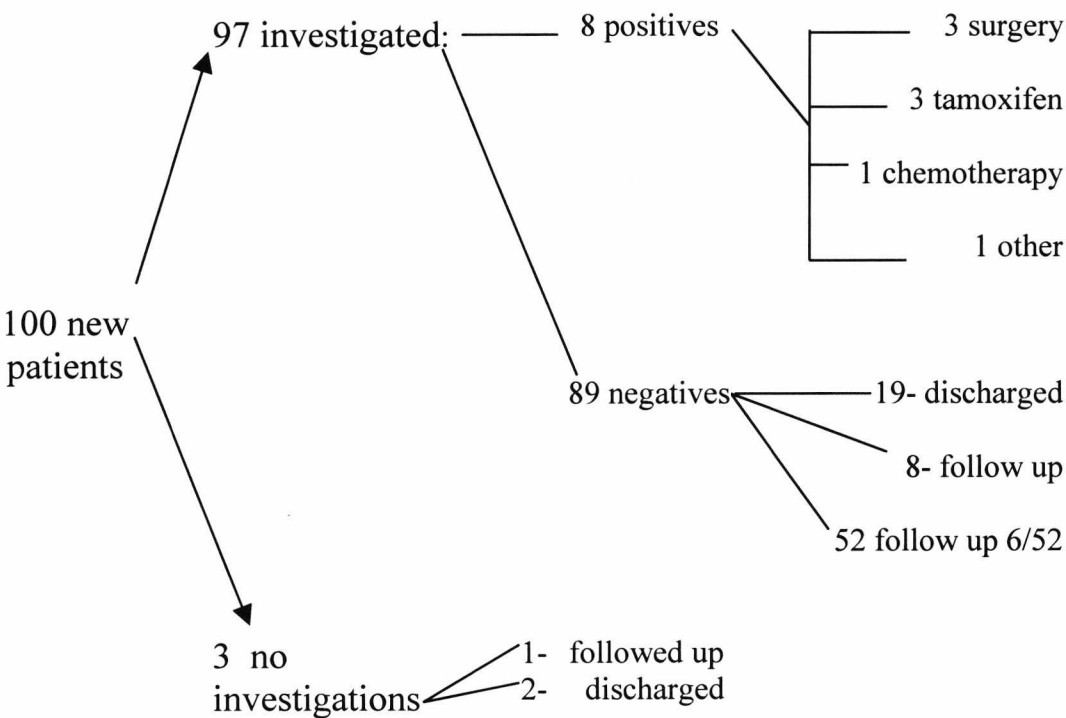 97 investigated:
8 positives
3 surgery
3 tamoxifen
1 chemotherapy
1 other
100 new
patients
89 negatives
19- discharged
8- follow up
52 follow up 6/52
3 no
investigations
1- followed up
2- discharged